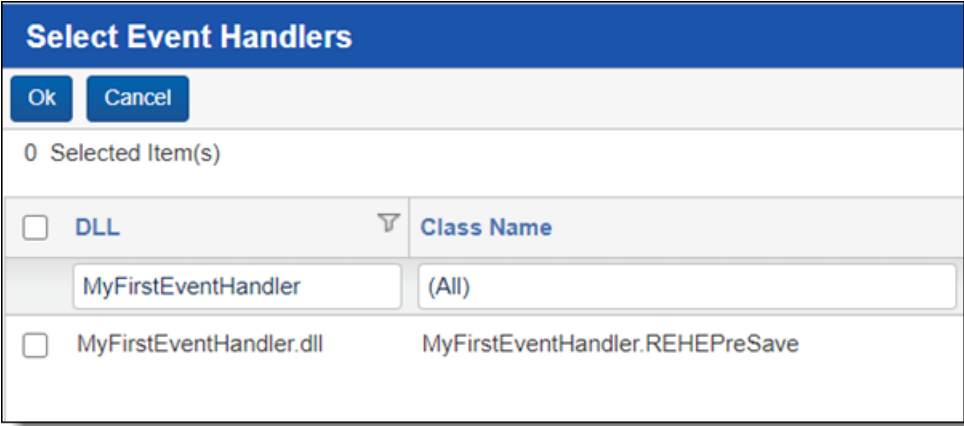 Select Event Handlers
Ok Cancel
0 Selected Item(s)
DLL Class Name
MyFirstEventHandler (All)
MyFirstEventHandler.dll MyFirstEventHandler.REHEPreSave